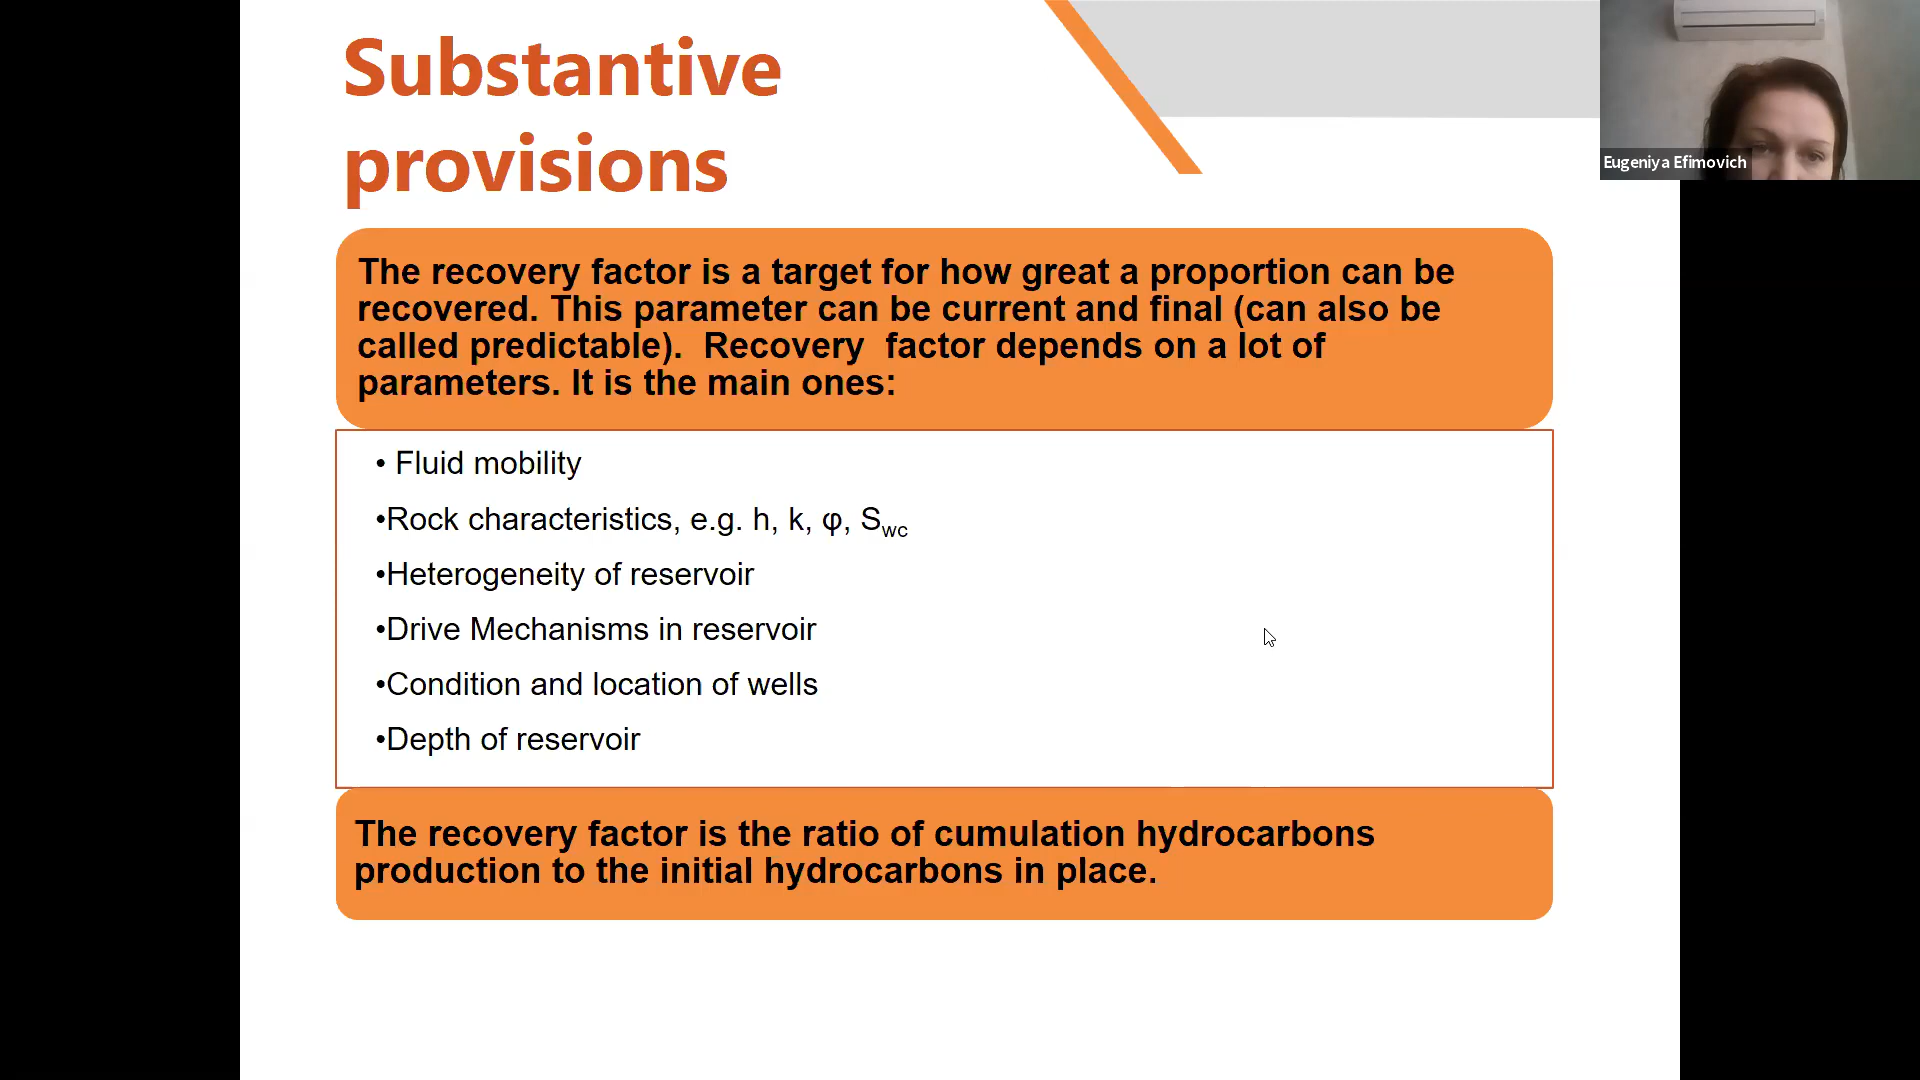 Substantive
provisions
Eugeniya Efimovich
The recovery factor is a target for how great a proportion can be
recovered. This parameter can be current and final (can also be
called predictable).  Recovery  factor depends on a lot of
parameters. It is the main ones:
• Fluid mobility
•Rock characteristics, e.g. h, k, φ, Swc
•Heterogeneity of reservoir
•Drive Mechanisms in reservoir
•Condition and location of wells
•Depth of reservoir
The recovery factor is the ratio of cumulation hydrocarbons
production to the initial hydrocarbons in place.